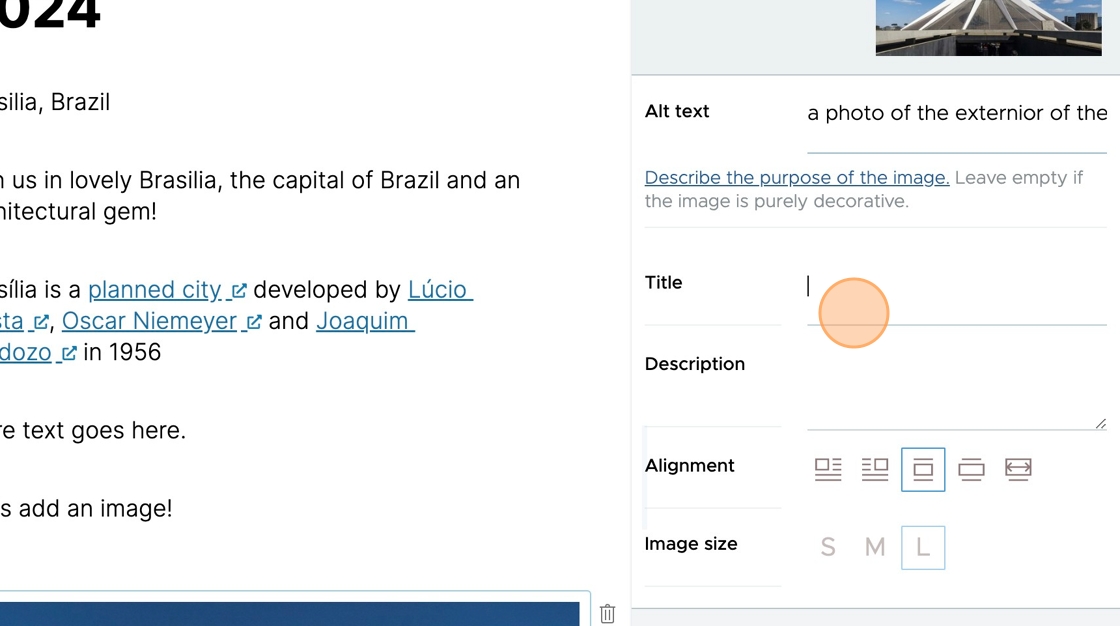 024
silia, Brazil
us in lovely Brasilia, the capital of Brazil and an
hitectural gem!
sília is a planned city developed by Lúcio
sta, Oscar Niemeyer and Joaquim
dozo in 1956
re text goes here.
s add an image!
Alt text
a photo of the externior of the
Describe the purpose of the image. Leave empty if
the image is purely decorative.
Title
Description
Alignment
Image size
S M L